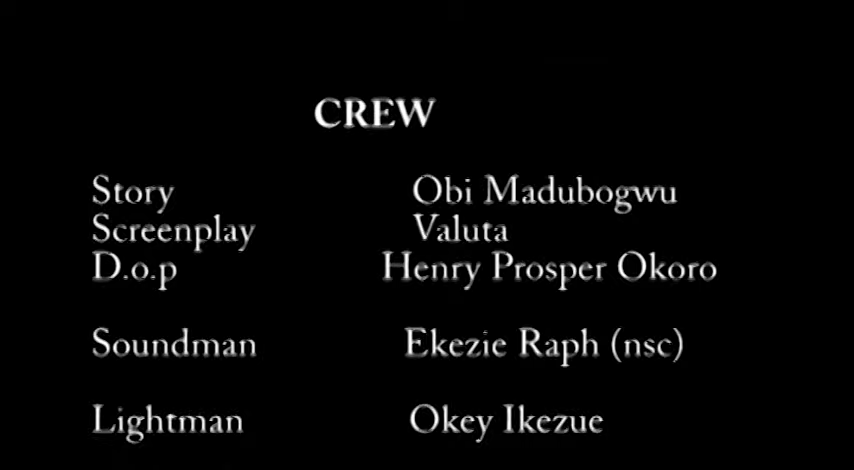 CREW
Story Obi Madubogwu
Screenplay Valuta
D.o.p Henry Prosper Okoro
Soundman Ekezie Raph (nsc)
Lightman Okey Ikezue